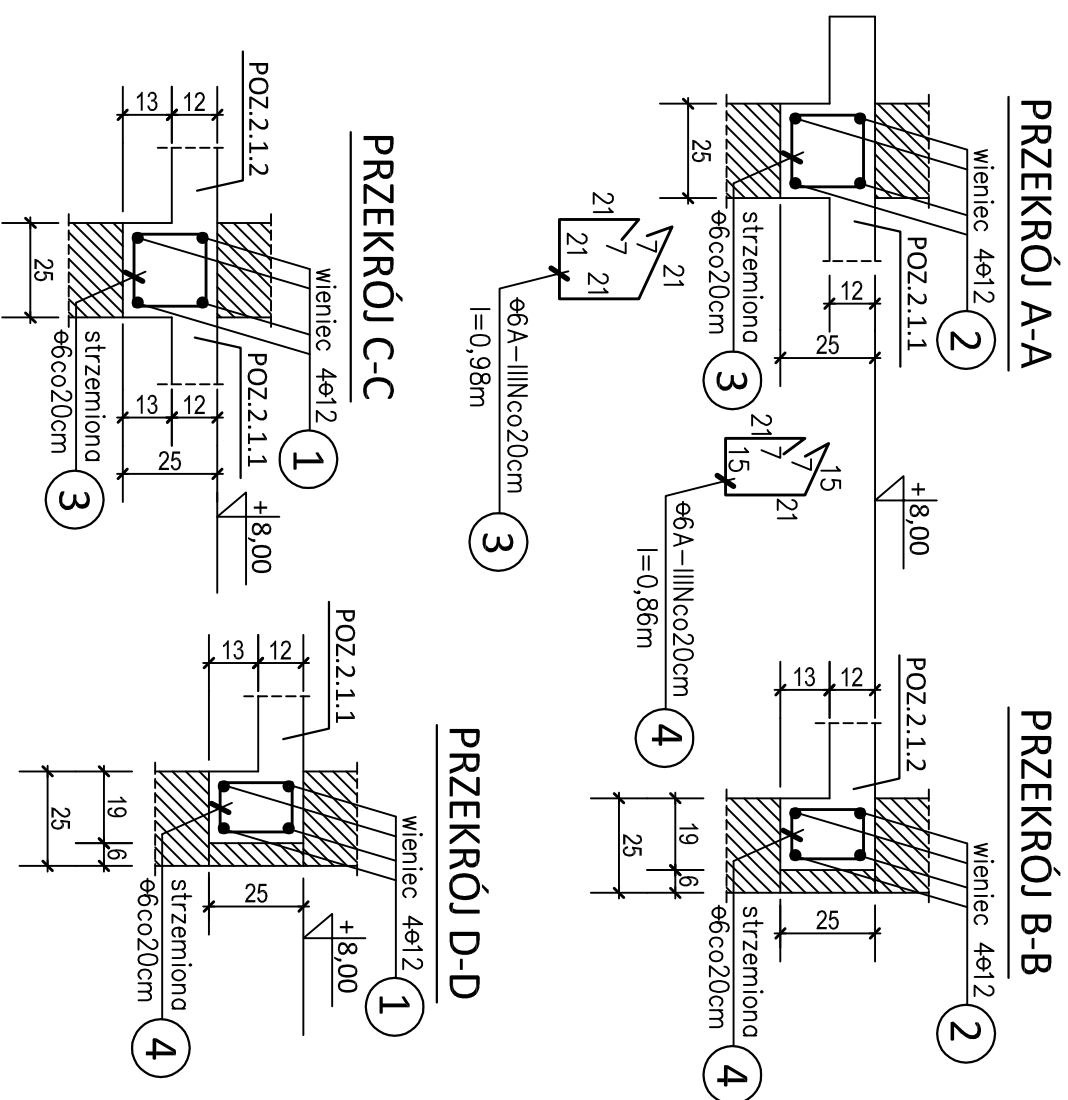 PRZEKRÓJ A-A
wieniec 4ϕ12
2
POZ.2.1.1
12
25
25
strzemiona
ϕ6co20cm
3
+8,00
PRZEKRÓJ B-B
wieniec 4ϕ12
2
POZ.2.1.2
13
12
25
19
6
25
strzemiona
ϕ6co20cm
4
21
7
7
21
21
21
ϕ6A-IIINco20cm
l=0,98m
3
21
7
7
15
15
21
ϕ6A-IIINco20cm
l=0,86m
4
PRZEKRÓJ C-C
wieniec 4ϕ12
1
POZ.2.1.2
POZ.2.1.1
13
12
13
12
25
25
strzemiona
ϕ6co20cm
3
+8,00
PRZEKRÓJ D-D
wieniec 4ϕ12
1
POZ.2.1.1
13
12
25
19
6
25
strzemiona
ϕ6co20cm
4
+8,00